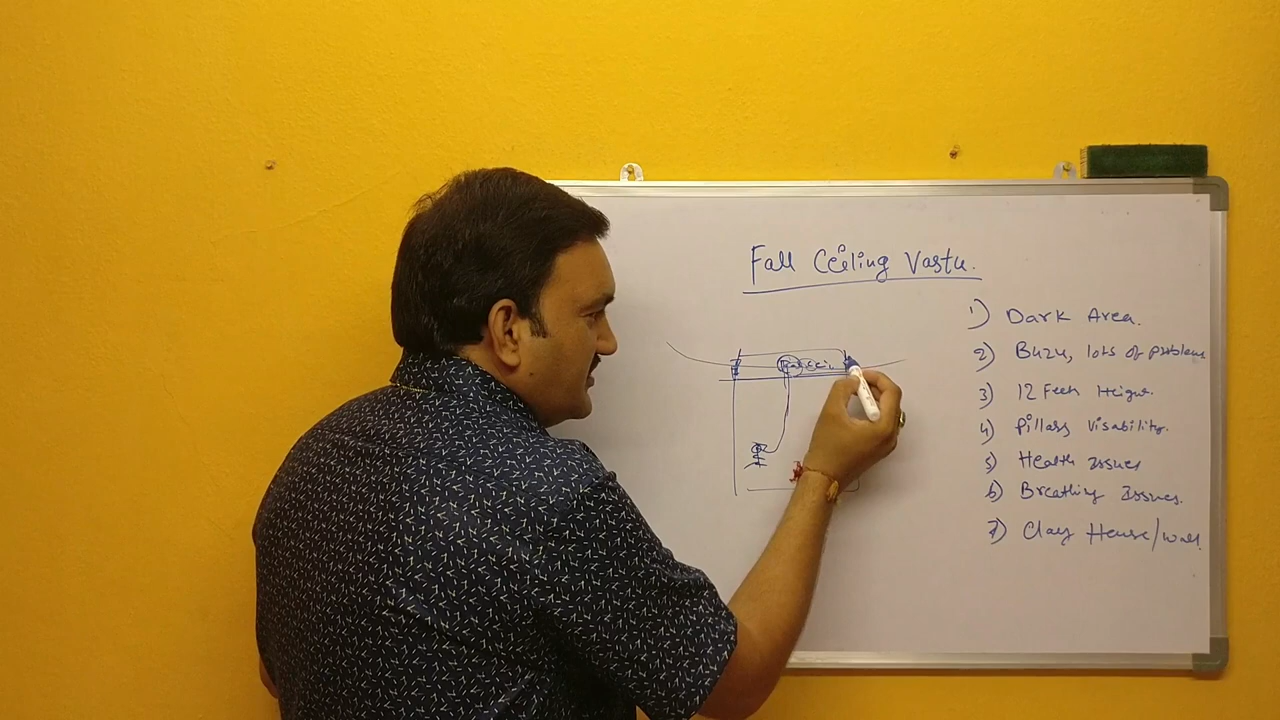 Fall Ceiling Vastu.
1) Dark Area.
2) Buzu, lots of problems
3) 12 Feet Height.
4) Pillars Visability.
5) Health Issues
6) Breathing Issues.
7) Clay House/wall